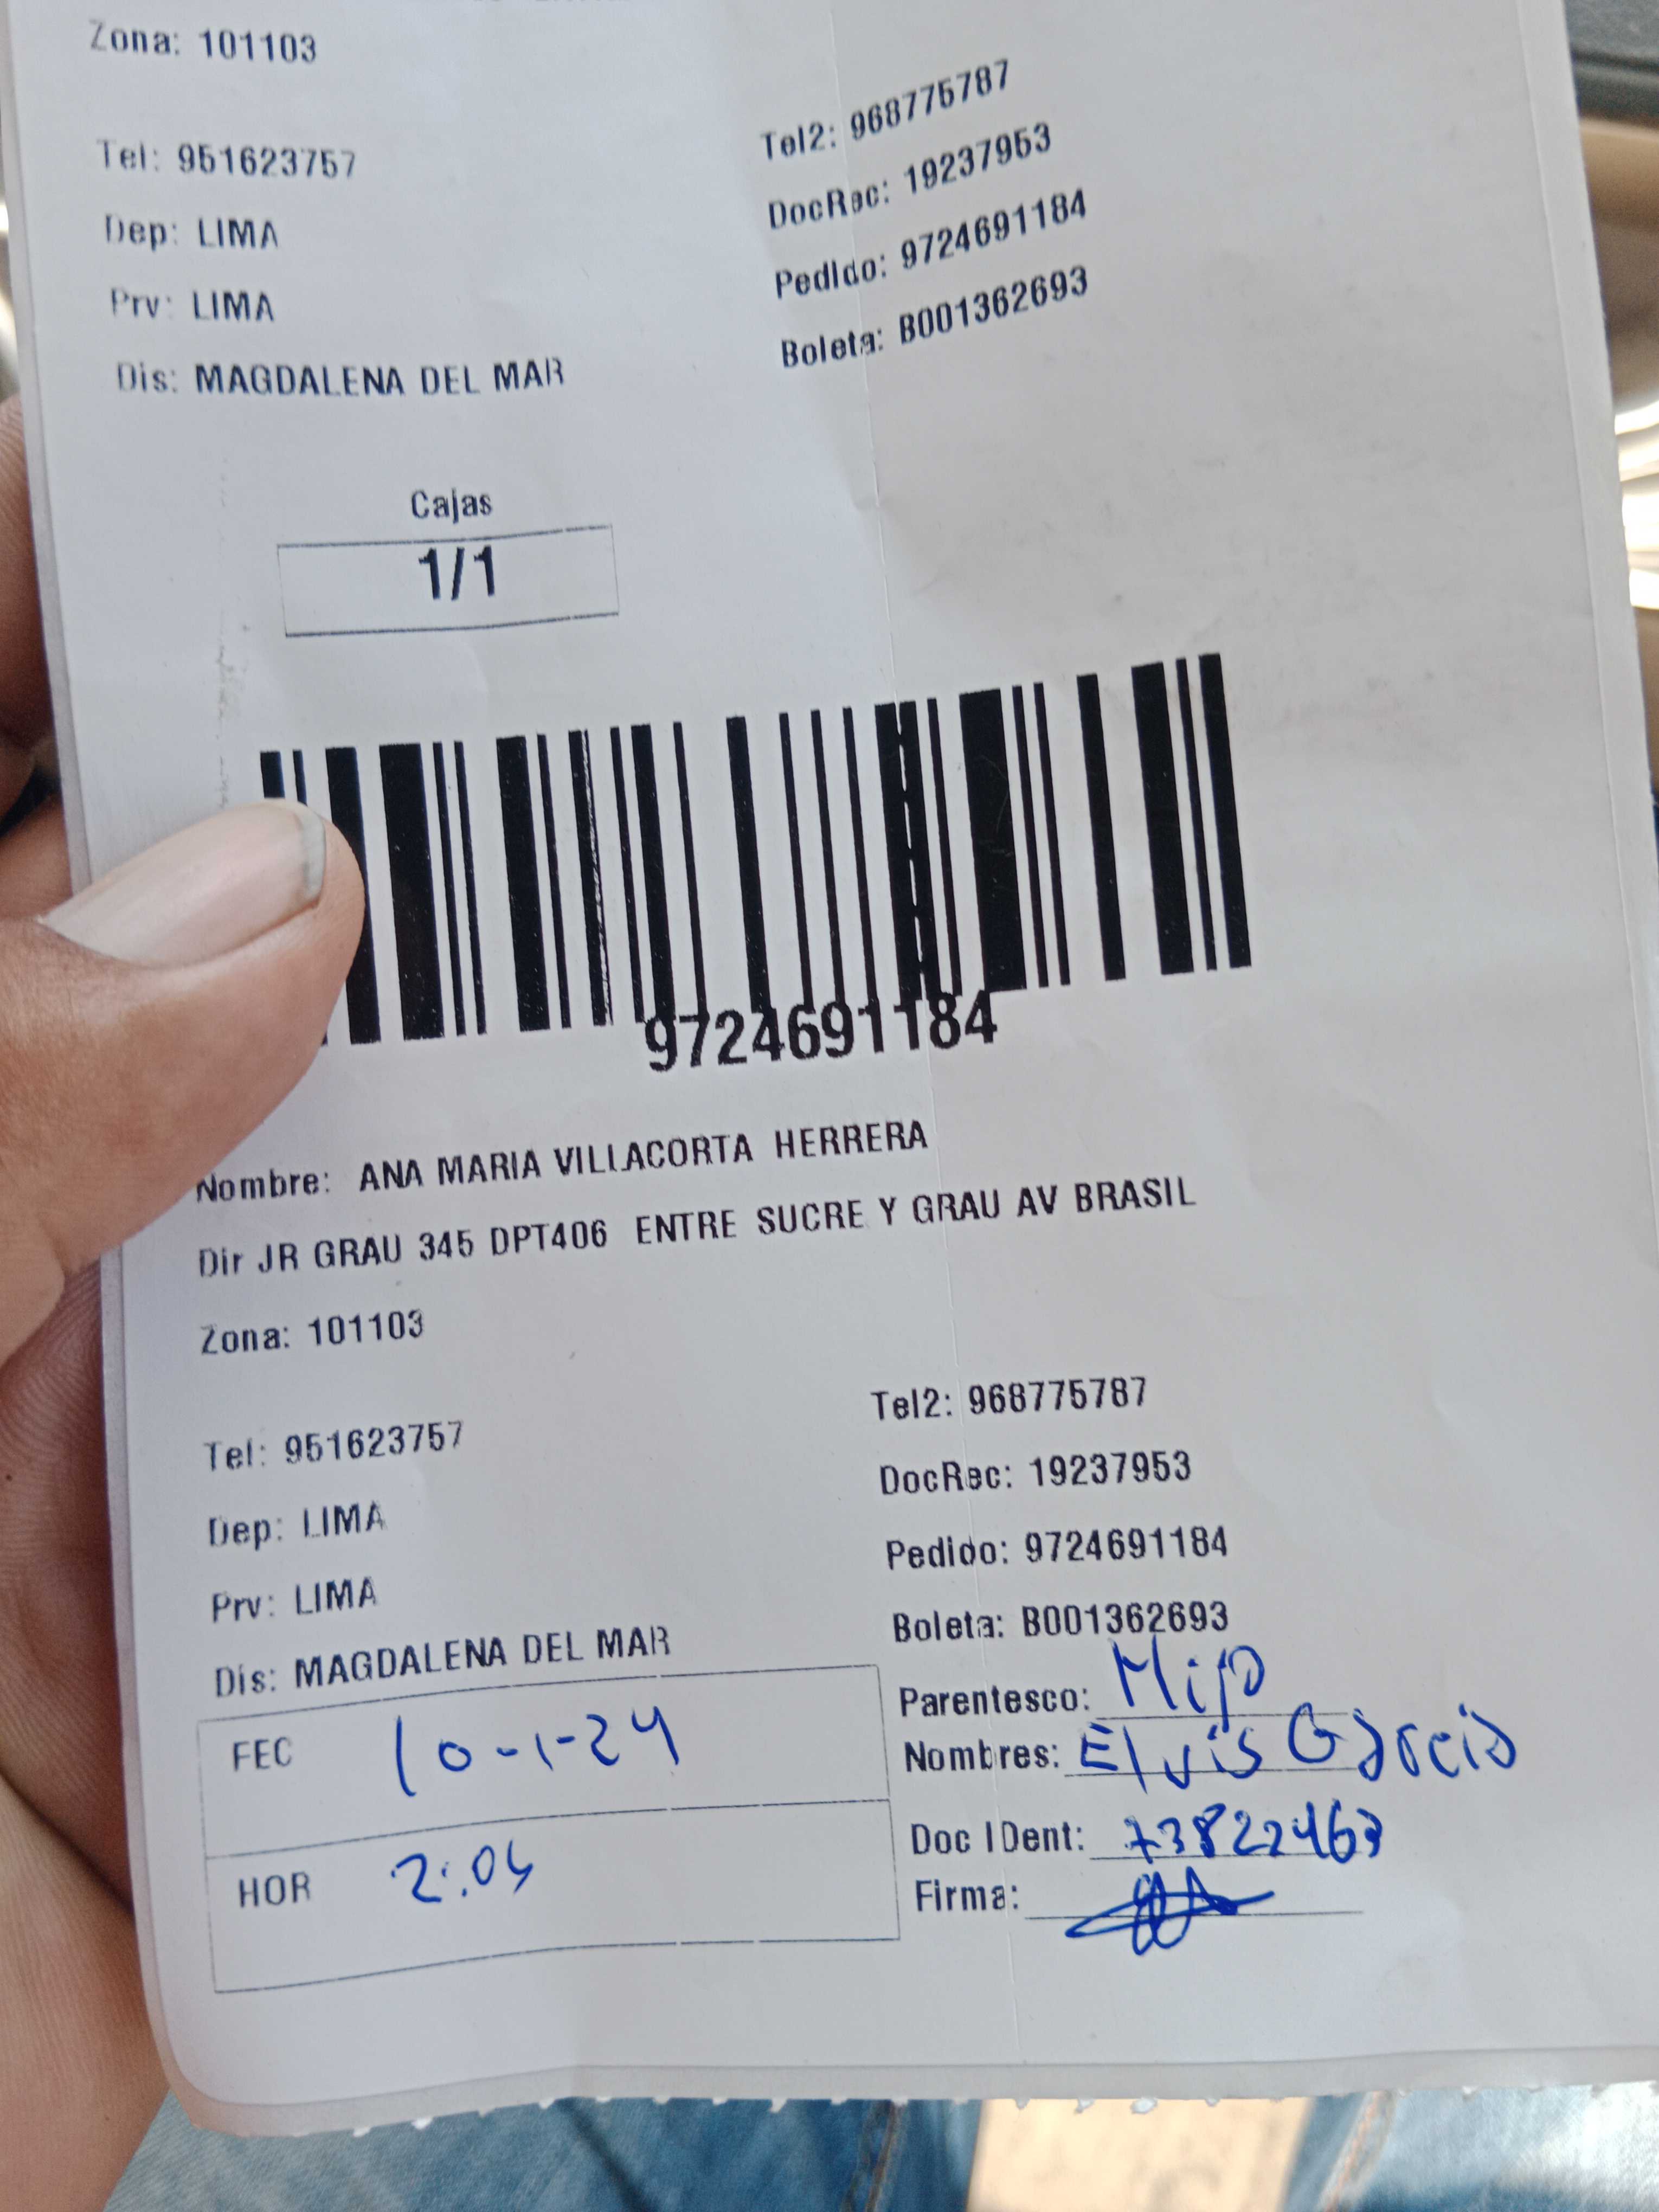 Zona: 101103
Tel: 951623757
Tel2: 968775787
Dep: LIMA
DocRec: 19237953
Prv: LIMA
Pedido: 9724691184
Dis: MAGDALENA DEL MAR
Boleta: B001362693
Cajas
1/1
9724691184
Nombre: ANA MARIA VILLACORTA HERRERA
Dir JR GRAU 345 DPT406 ENTRE SUCRE Y GRAU AV BRASIL
Zona: 101103
Tel: 951623757
Tel2: 968775787
Dep: LIMA
DocRec: 19237953
Prv: LIMA
Pedido: 9724691184
Dis: MAGDALENA DEL MAR
Boleta: B001362693
Parentesco: Hijo
FEC 10-1-24
Nombres: Elvis
Doc IDent: 73822463
HOR 2:04
Firma: